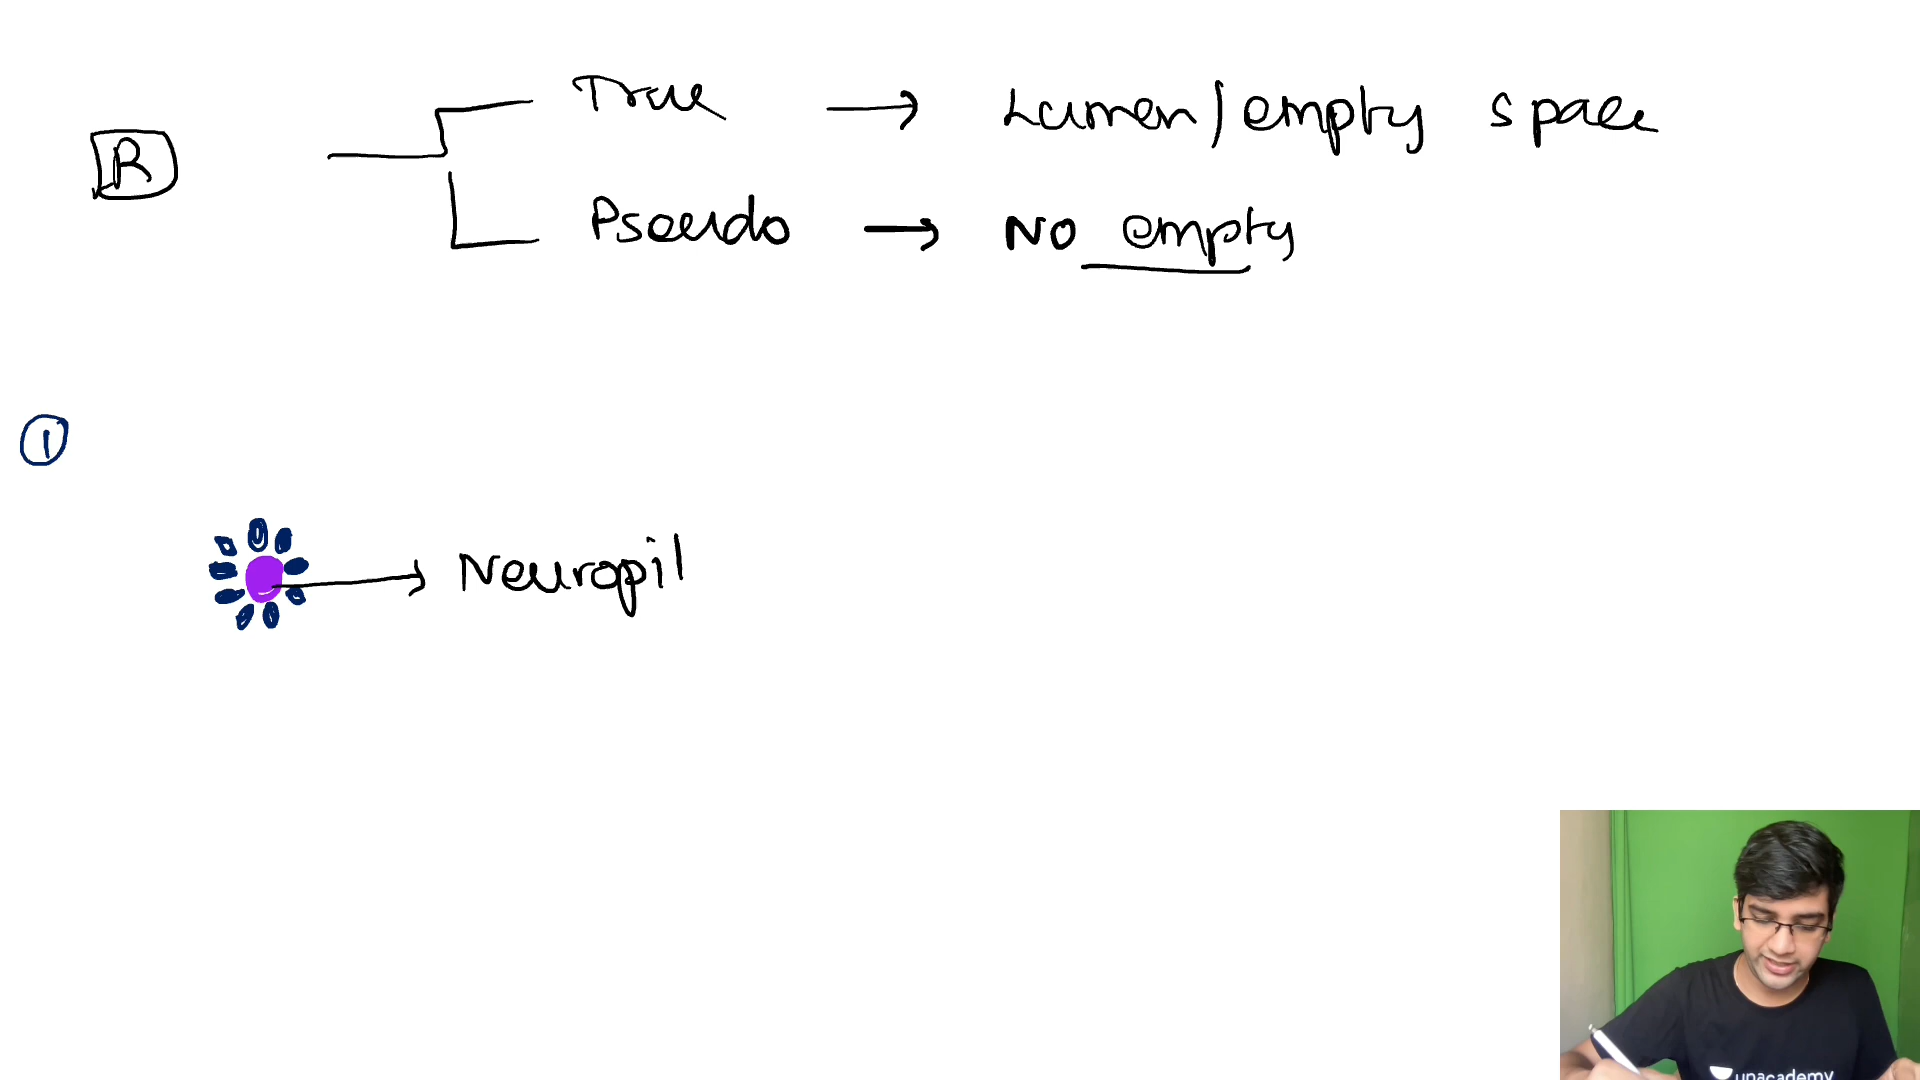 True → Lumen/empty space
R
Pseudo → NO empty
1
Neuropil
unacademy